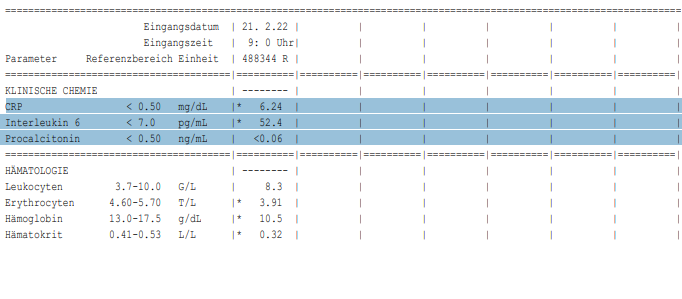 Eingangsdatum | 21. 2.22 |
Eingangszeit | 9: 0 Uhr|
Parameter Referenzbereich Einheit | 488344 R |
KLINISCHE CHEMIE | -------- |
CRP < 0.50 mg/dL |* 6.24 |
Interleukin 6 < 7.0 pg/mL |* 52.4 |
Procalcitonin < 0.50 ng/mL | <0.06 |
HÄMATOLOGIE | -------- |
Leukocyten 3.7-10.0 G/L | 8.3 |
Erythrocyten 4.60-5.70 T/L |* 3.91 |
Hämoglobin 13.0-17.5 g/dL |* 10.5 |
Hämatokrit 0.41-0.53 L/L |* 0.32 |